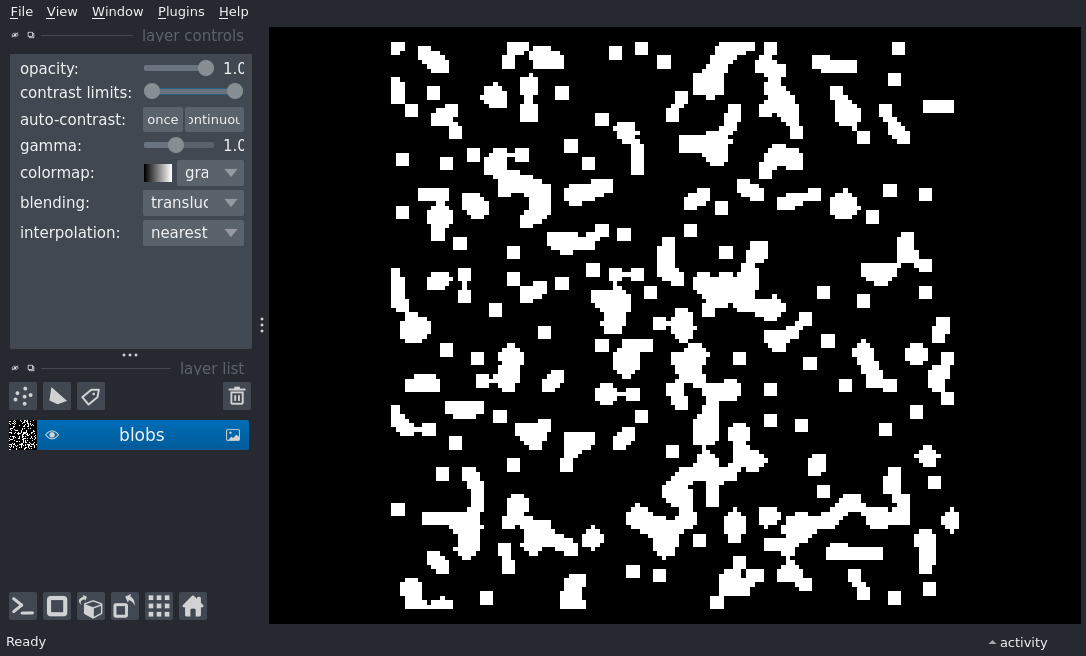 File View Window Plugins Help
layer controls
opacity: 1.0
contrast limits:
auto-contrast: once ontinuou
gamma: 1.0
colormap: gra
blending: transluc
interpolation: nearest
layer list
blobs
Ready
activity